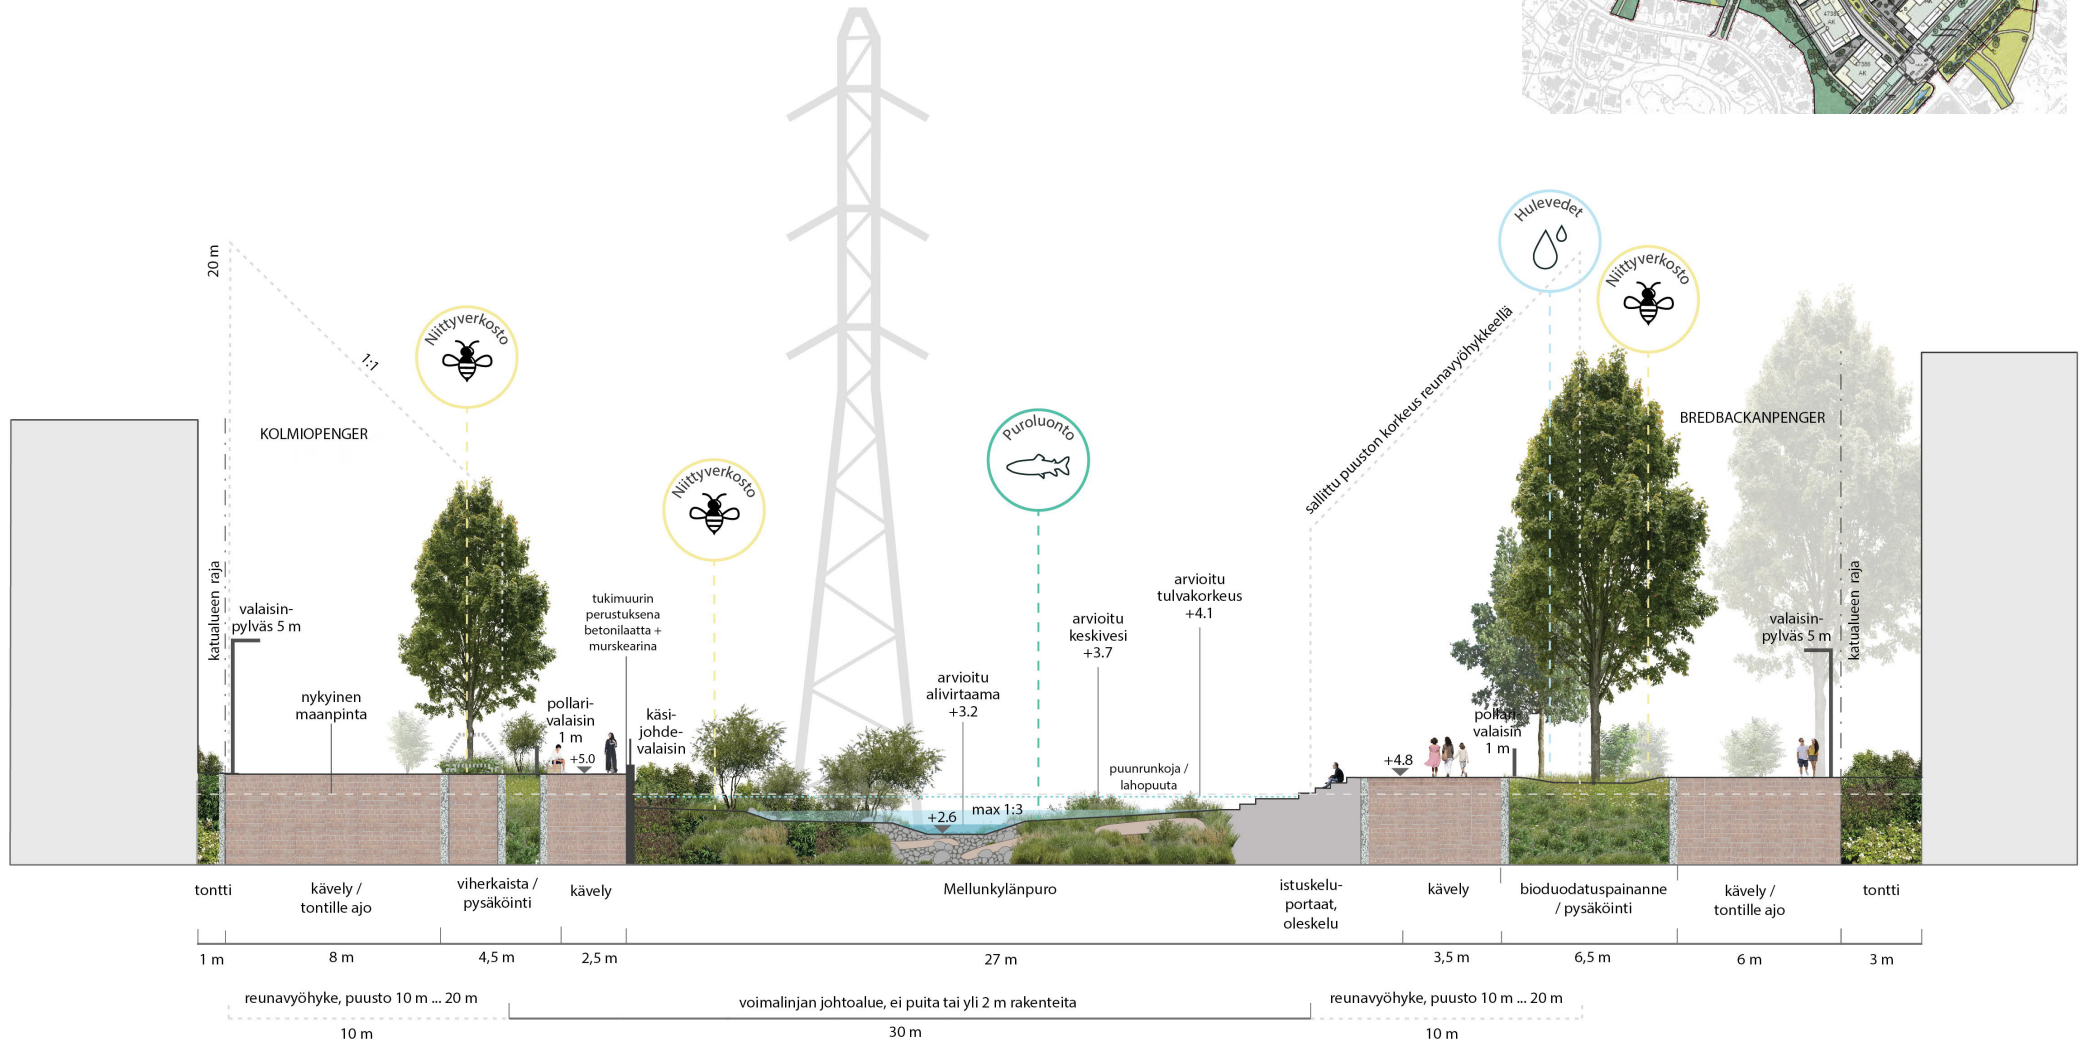 47386
AK
Hulevedet
20 m
Niittyverkosto
Niittyverkosto
1:1
sallittu puuston korkeus reunavyöhykkeellä
KOLMIOPENGER
BREDBACKANPENGER
Puroluonto
Niittyverkosto
katualueen raja
katualueen raja
valaisin-
pylväs 5 m
tukimuurin
perustuksena
betonilaatta +
murskearina
arvioitu
tulvakorkeus
+4.1
arvioitu
keskivesi
+3.7
valaisin-
pylväs 5 m
nykyinen
maanpinta
pollari-
valaisin
1 m
käsi-
johde-
valaisin
arvioitu
alivirtaama
+3.2
pollari-
valaisin
1 m
+5.0
+4.8
puunrunkoja /
lahopuuta
max 1:3
+2.6
tontti
kävely /
tontille ajo
viherkaista /
pysäköinti
kävely
Mellunkylänpuro
istuskelu-
portaat,
oleskelu
kävely
bioduodatuspainanne
/ pysäköinti
kävely /
tontille ajo
tontti
1 m
8 m
4,5 m
2,5 m
27 m
3,5 m
6,5 m
6 m
3 m
reunavyöhyke, puusto 10 m ... 20 m
voimalinjan johtoalue, ei puita tai yli 2 m rakenteita
reunavyöhyke, puusto 10 m ... 20 m
10 m
30 m
10 m